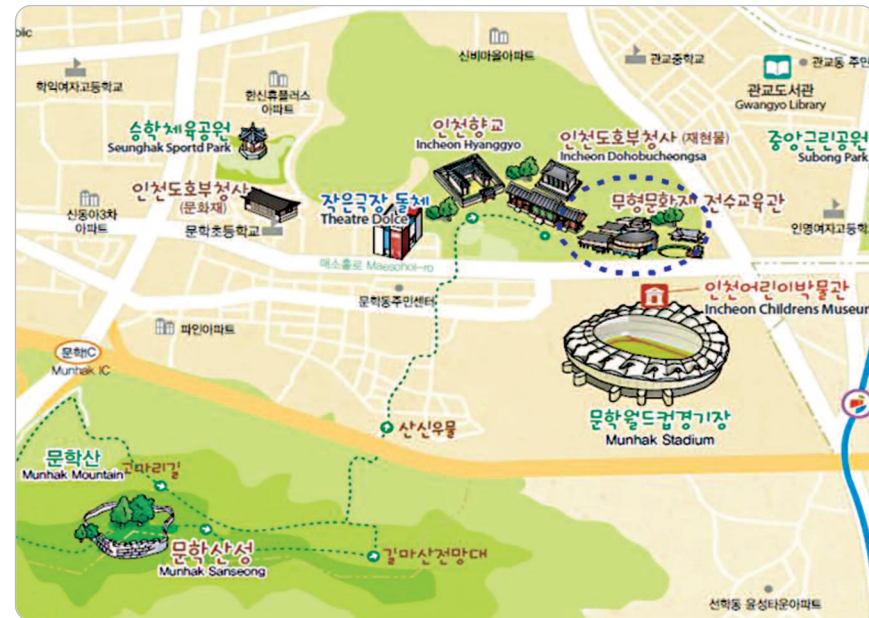 blic
신비마을아파트
관교중학교
관교동 주민
학익여자고등학교
한신휴플러스
아파트
관교도서관
Gwangyo Library
승학체육공원
Seunghak Sportd Park
인천향교
Incheon Hyanggyo
인천도호부청사 (재현물)
Incheon Dohobucheongsa
중앙근린공원
Subong Park
신동아3차
아파트
인천도호부청사
(문화재)
문학초등학교
작은극장 돌체
Theatre Dolce
무형문화재 전수교육관
인명여자고등학
매소홀로 Maesohol-ro
문학동주민센터
인천어린이박물관
Incheon Childrens Museum
파인아파트
문학IC
Munhak IC
문학월드컵경기장
Munhak Stadium
산신우물
문학산
Munhak Mountain
고마리길
문학산성
Munhak Sanseong
길마산전망대
선학동 윤성타운아파트